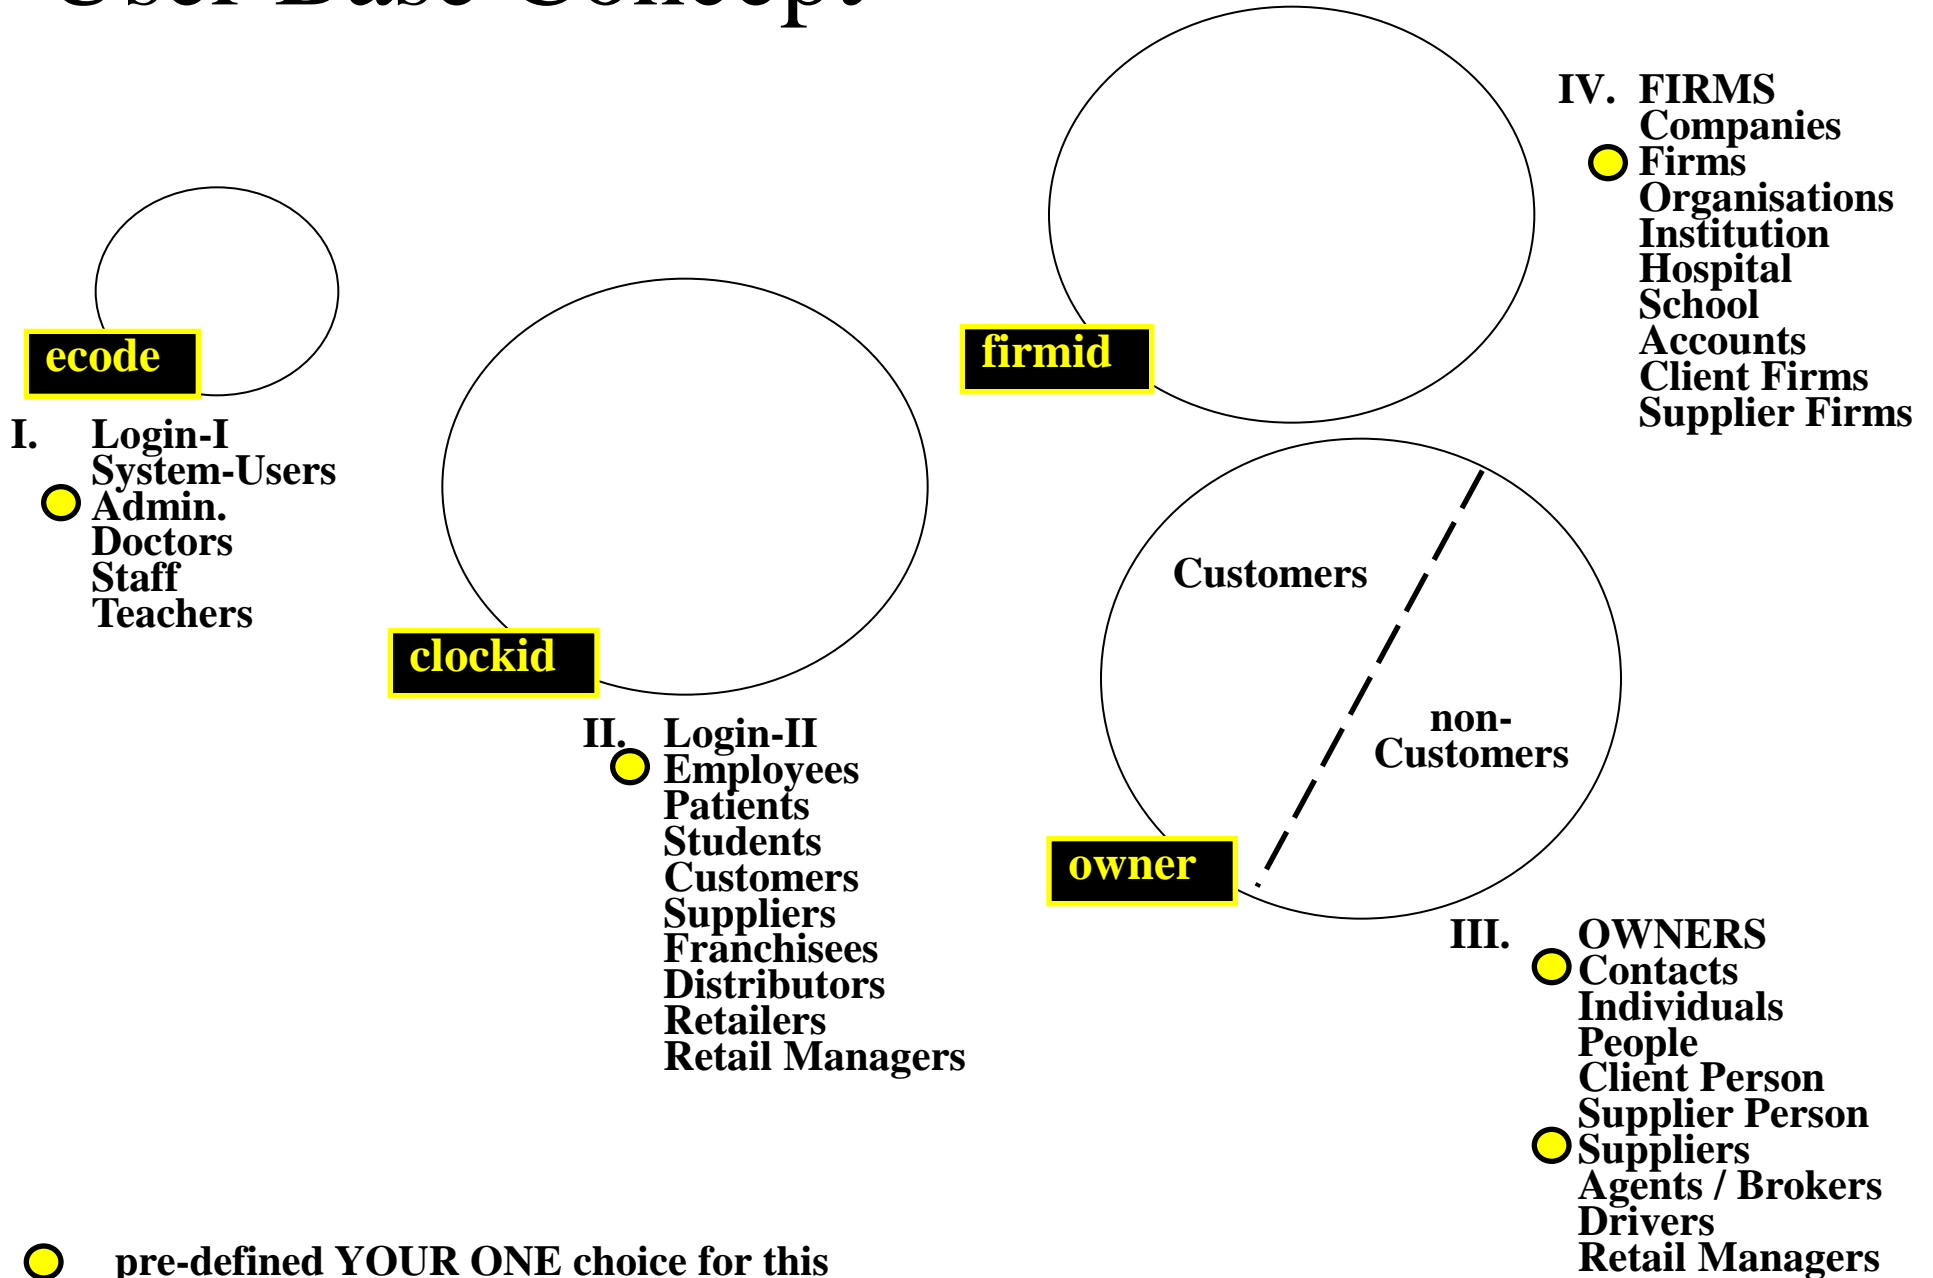 User Base Concept
ecode
I. Login-I
System-Users
Admin.
Doctors
Staff
Teachers
clockid
II. Login-II
Employees
Patients
Students
Customers
Suppliers
Franchisees
Distributors
Retailers
Retail Managers
firmid
IV. FIRMS
Companies
Firms
Organisations
Institution
Hospital
School
Accounts
Client Firms
Supplier Firms
Customers
non-
Customers
owner
III. OWNERS
Contacts
Individuals
People
Client Person
Supplier Person
Suppliers
Agents / Brokers
Drivers
Retail Managers
pre-defined YOUR ONE choice for this